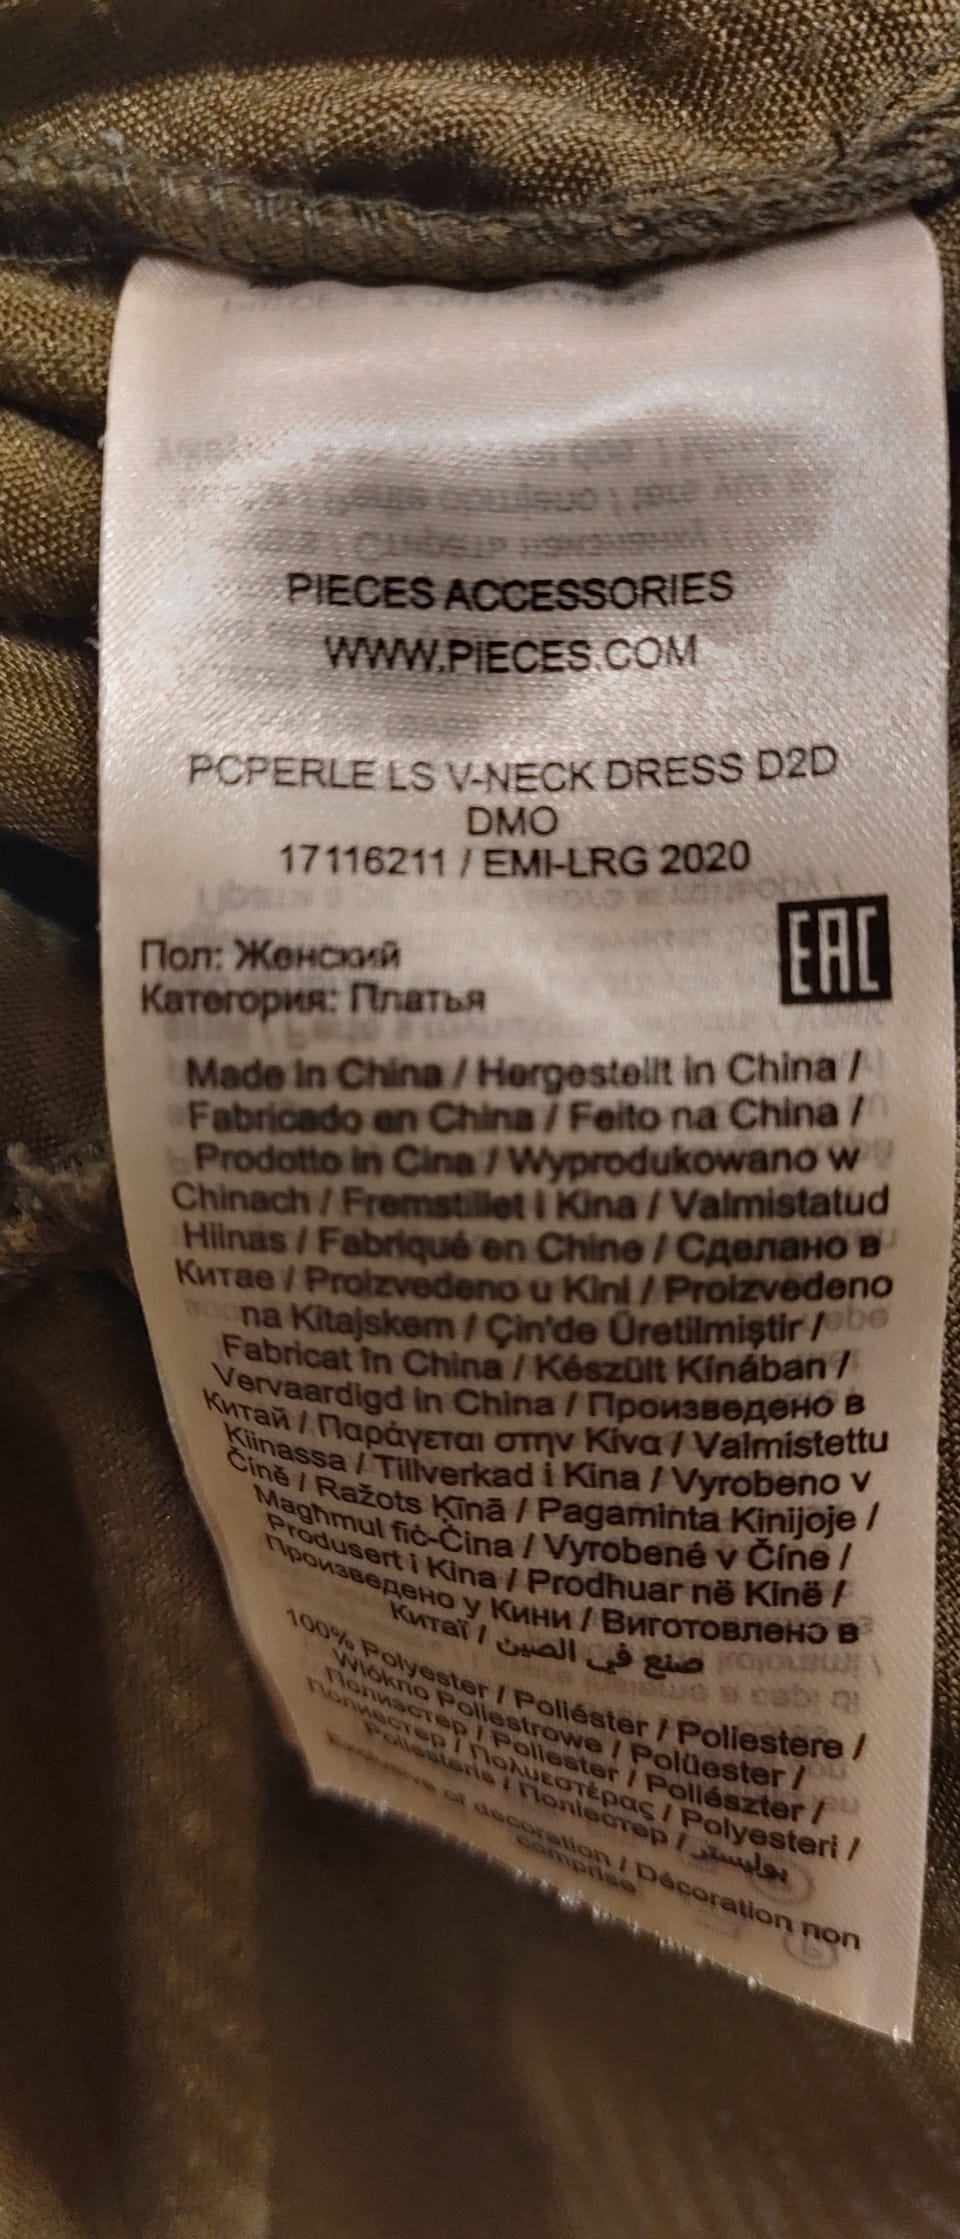 PIECES ACCESSORIES
WWW.PIECES.COM
PCPERLE LS V-NECK DRESS D2D
DMO
17116211 / EMI-LRG 2020
EAC
Пол: Женский
Категория: Платья
Made in China / Hergestellt in China /
Fabricado en China / Feito na China /
Prodotto in Cina / Wyprodukowano w
Chinach / Fremstillet i Kina / Valmistatud
Hiinas / Fabriqué en Chine / Сделано в
Китае / Proizvedeno u Kini / Proizvedeno
na Kitajskem / Çin'de Üretilmiştir /
Fabricat în China / Készült Kínában /
Vervaardigd in China / Произведено в
Китай / Παράγεται στην Κίνα / Valmistettu
Kiinassa / Tillverkad i Kina / Vyrobeno v
Číně / Ražots Ķīnā / Pagaminta Kinijoje /
Magħmul fiċ-Ċina / Vyrobené v Číne /
Produsert i Kina / Prodhuar në Kinë /
Произведено у Кини / Виготовлено в
Китаї / صنع في الصين
100% Polyester / Poliéster / Poliestere /
Włókno Poliestrowe / Polüester /
Полиэстер / Poliester / Poliészter /
Полиестер / Πολυεστέρας / Polyesteri /
Poliesteris / Поліестер / بوليستر
Exclusive of decoration / Décoration non
comprise